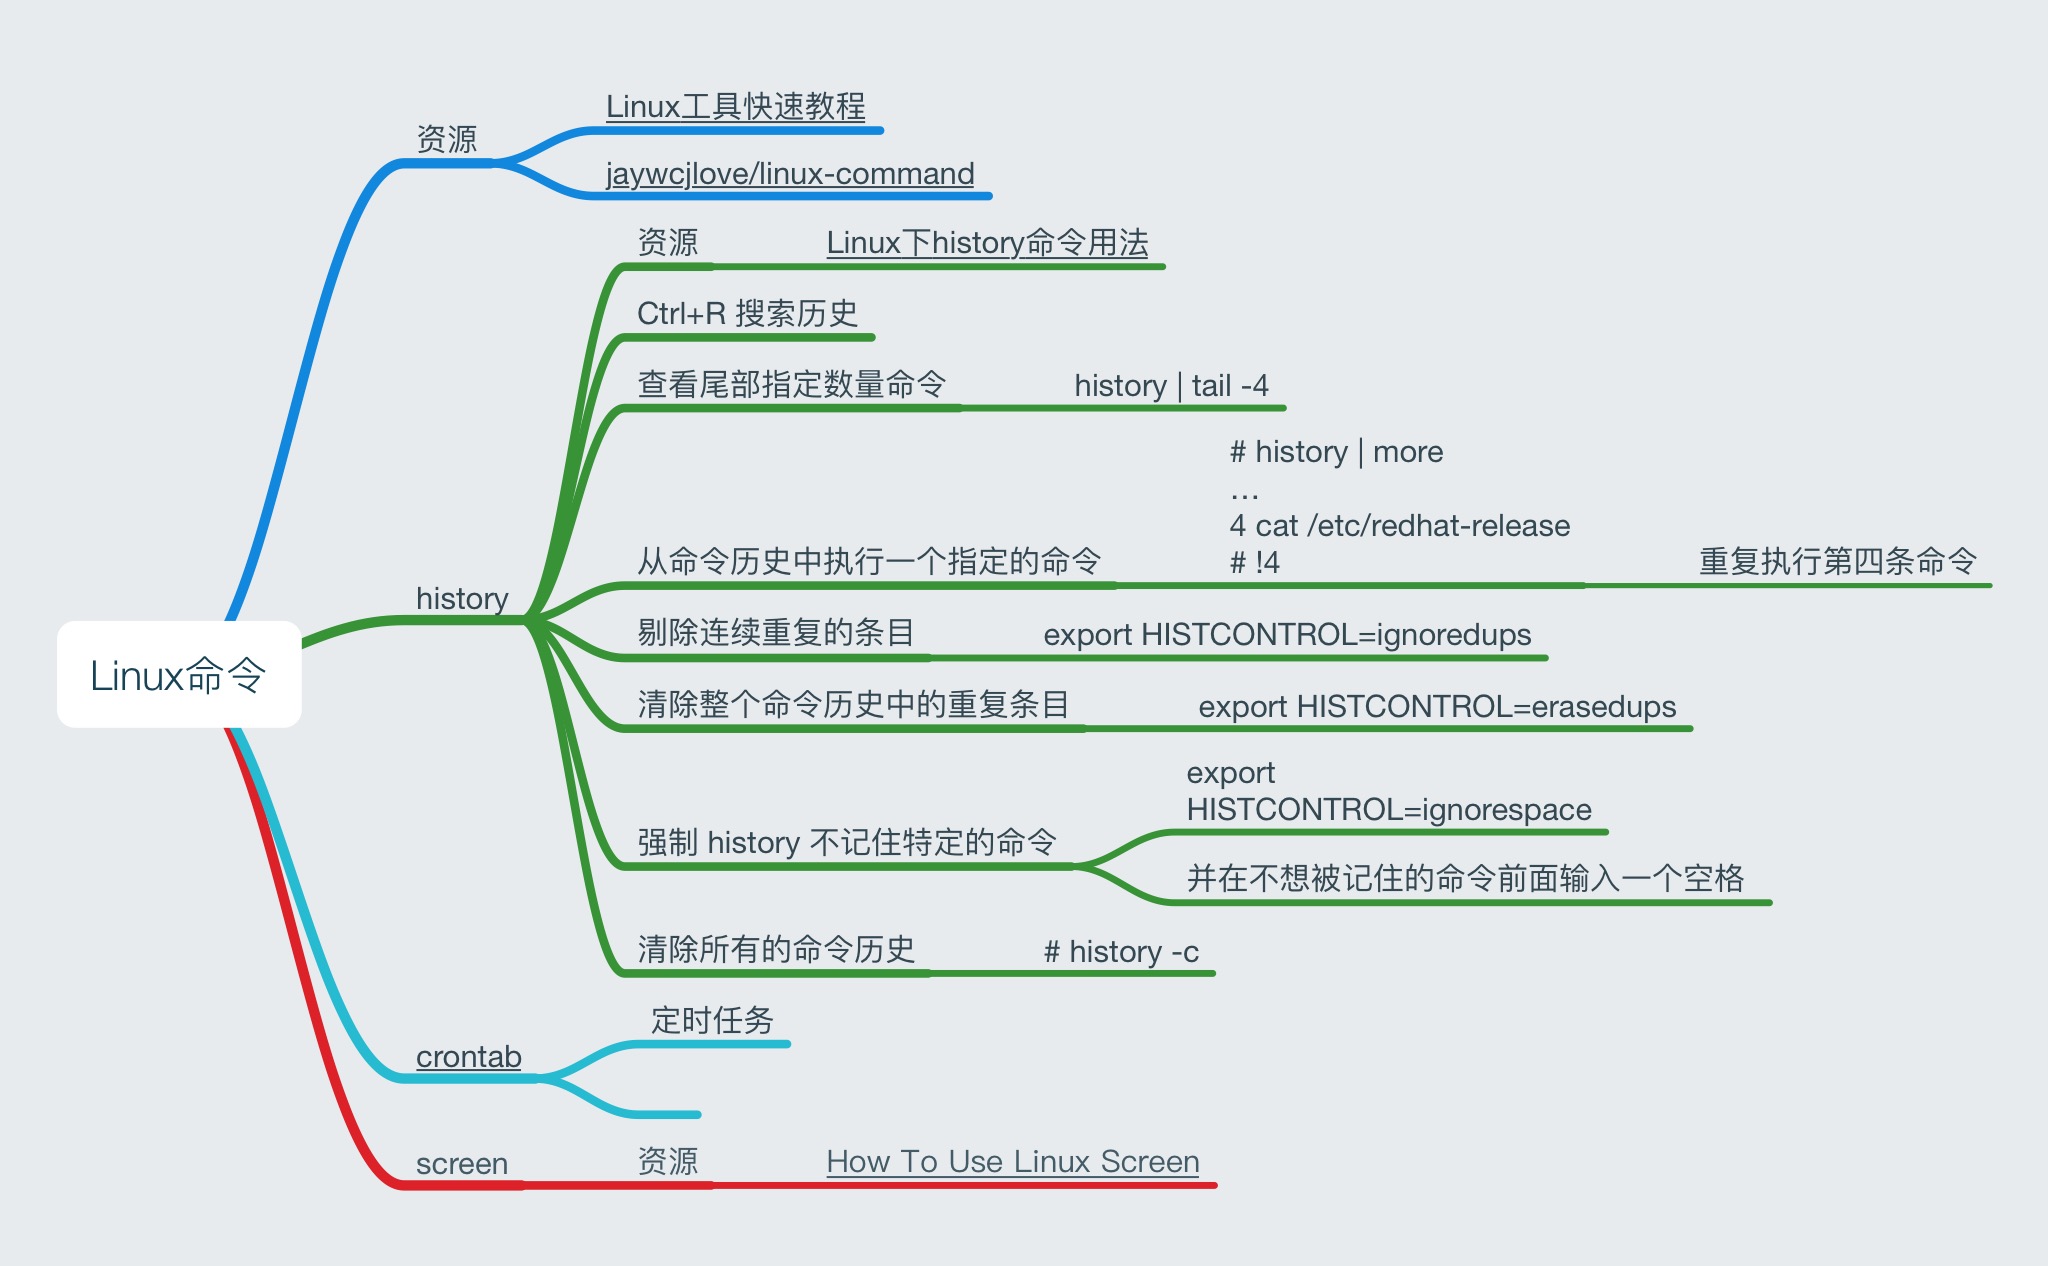 Linux命令
资源
Linux工具快速教程
jaywcjlove/linux-command
history
资源
Linux下history命令用法
Ctrl+R 搜索历史
查看尾部指定数量命令
history | tail -4
从命令历史中执行一个指定的命令
# history | more
…
4 cat /etc/redhat-release
# !4
重复执行第四条命令
剔除连续重复的条目
export HISTCONTROL=ignoredups
清除整个命令历史中的重复条目
export HISTCONTROL=erasedups
强制 history 不记住特定的命令
export
HISTCONTROL=ignorespace
并在不想被记住的命令前面输入一个空格
清除所有的命令历史
# history -c
crontab
定时任务
screen
资源
How To Use Linux Screen